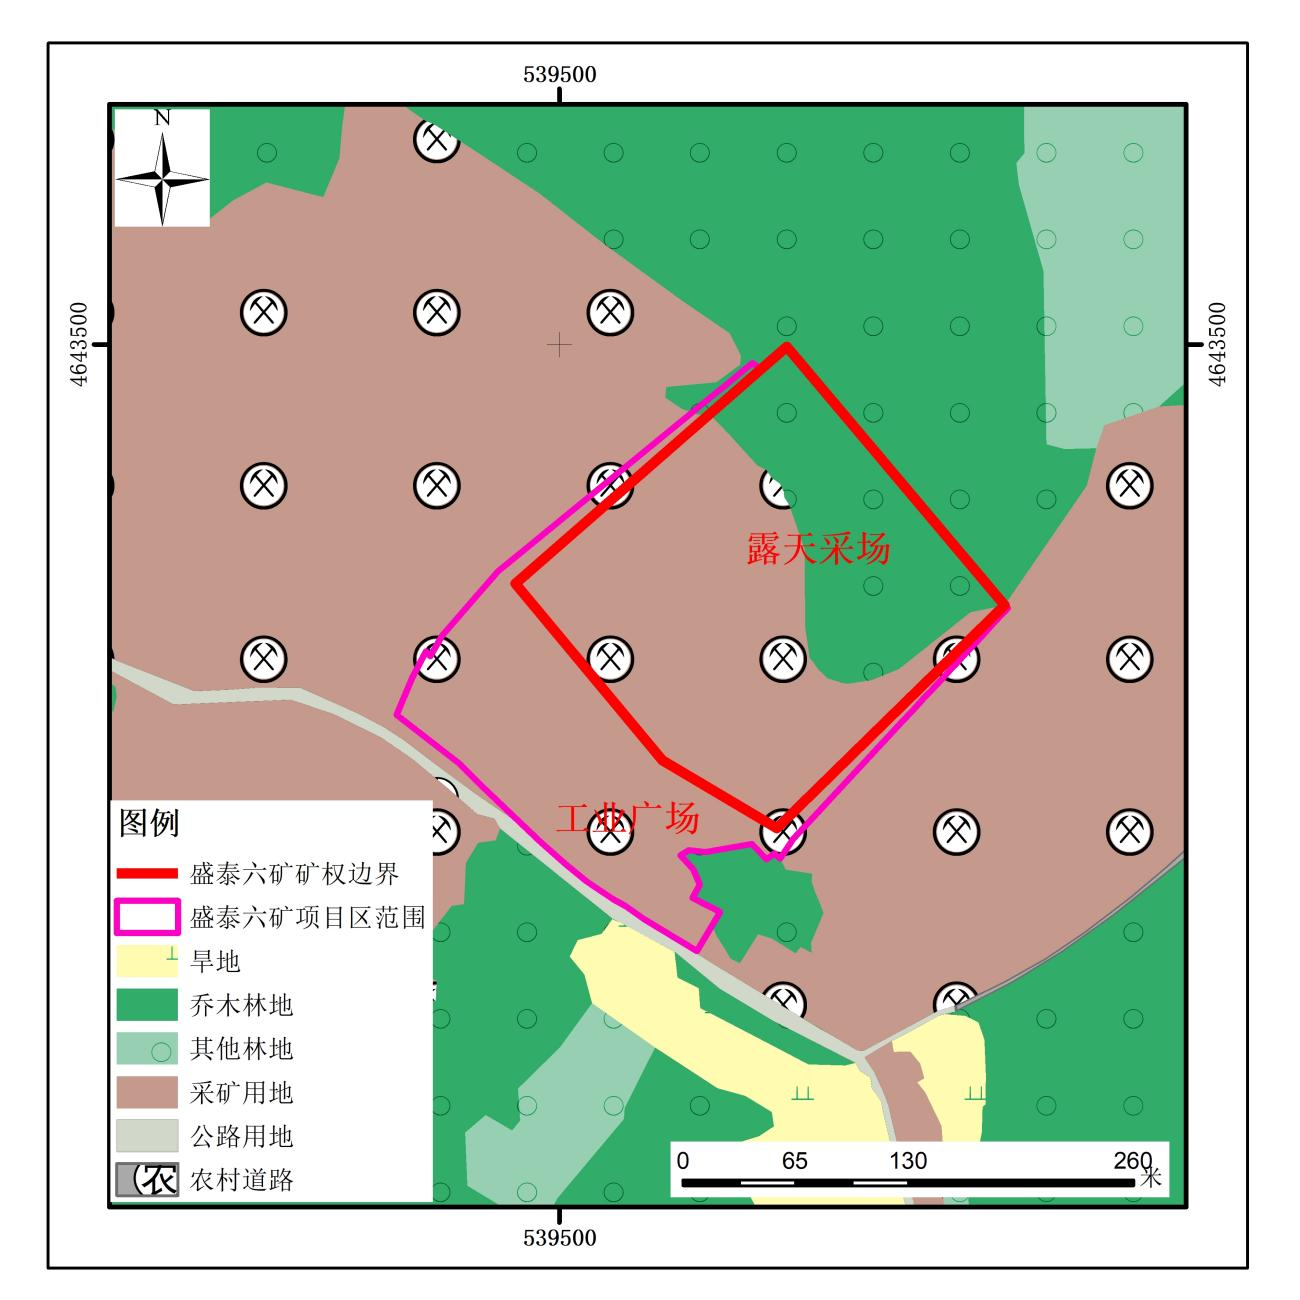 539500
N
4643500
4643500
露天采场
工业广场
图例
盛泰六矿矿权边界
盛泰六矿项目区范围
旱地
乔木林地
其他林地
采矿用地
公路用地
农
农村道路
0 65 130 260
米
539500